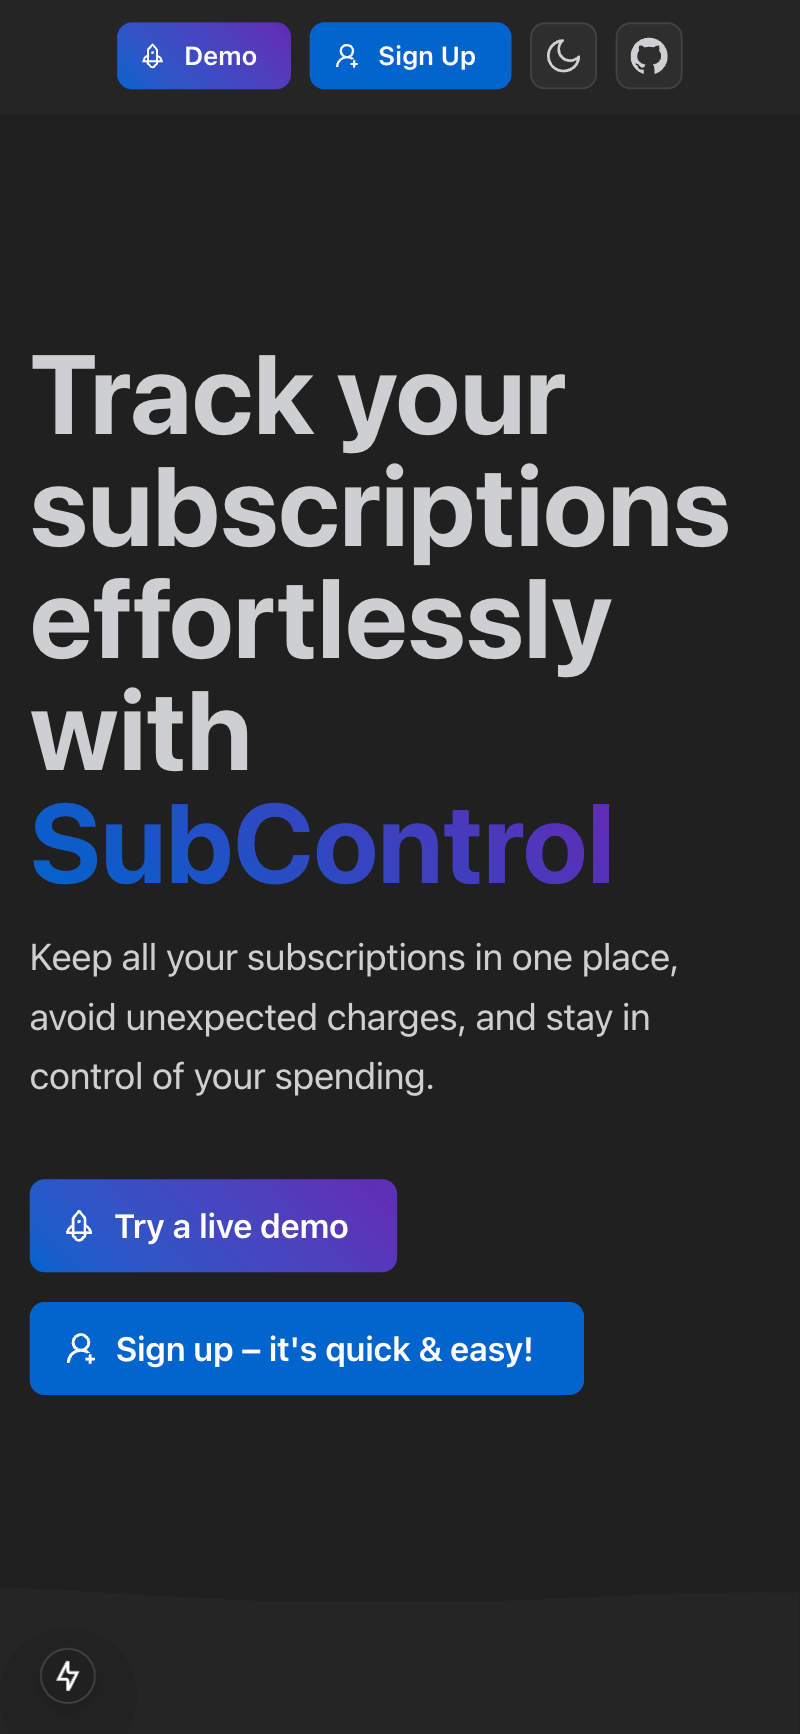 Demo
Sign Up
Track your
subscriptions
effortlessly
with
SubControl
Keep all your subscriptions in one place,
avoid unexpected charges, and stay in
control of your spending.
Try a live demo
Sign up – it's quick & easy!